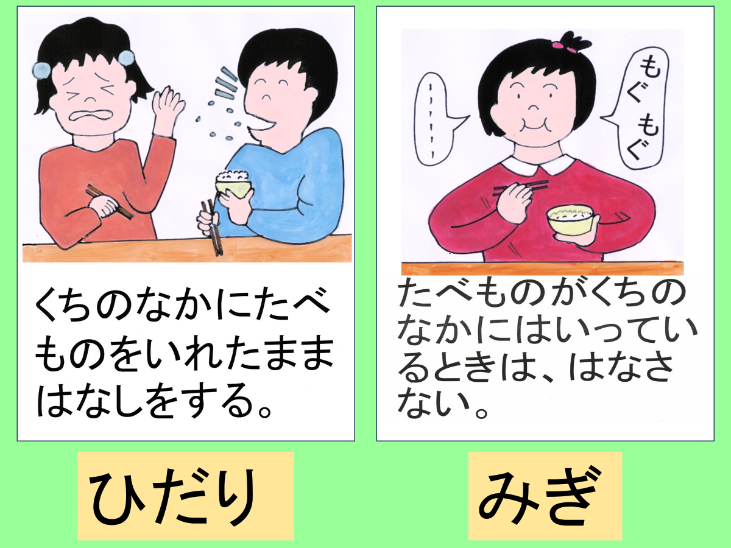 くちのなかにたべ
ものをいれたまま
はなしをする。
ひだり
・・・・・・
もぐもぐ
たべものがくちの
なかにはいってい
るときは、はなさ
ない。
みぎ